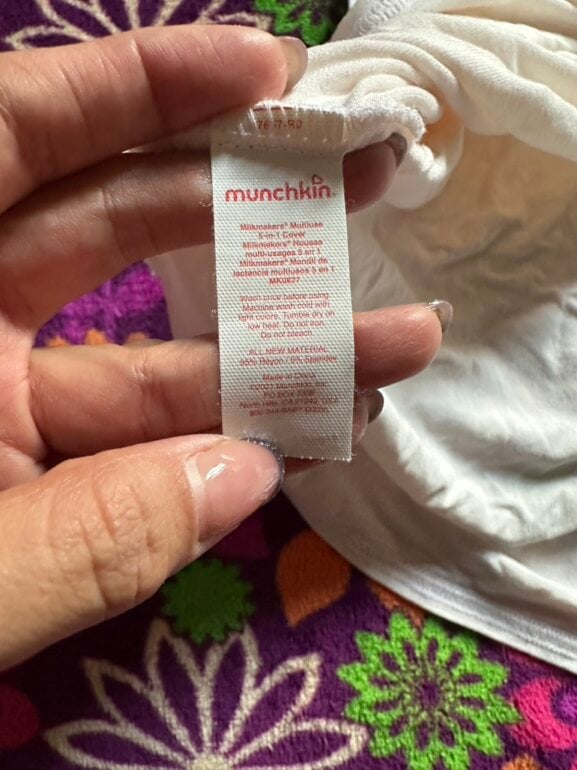 munchkin
Milkmakers® Multiuse
5-in-1 Cover
Milkmakers® Housse
multi-usages 5 en 1
Milkmakers® Mandil de
lactancia multiusos 5 en 1
MK0827
Wash once before using.
Machine wash cold with
light colors. Tumble dry on
low heat. Do not iron.
Do not bleach.
ALL NEW MATERIAL
95% Rayon / 5% Spandex
Made in China
©2021 Munchkin, Inc.
PO BOX
North Hills, CA 91343, USA
800-344-BABY (2229)